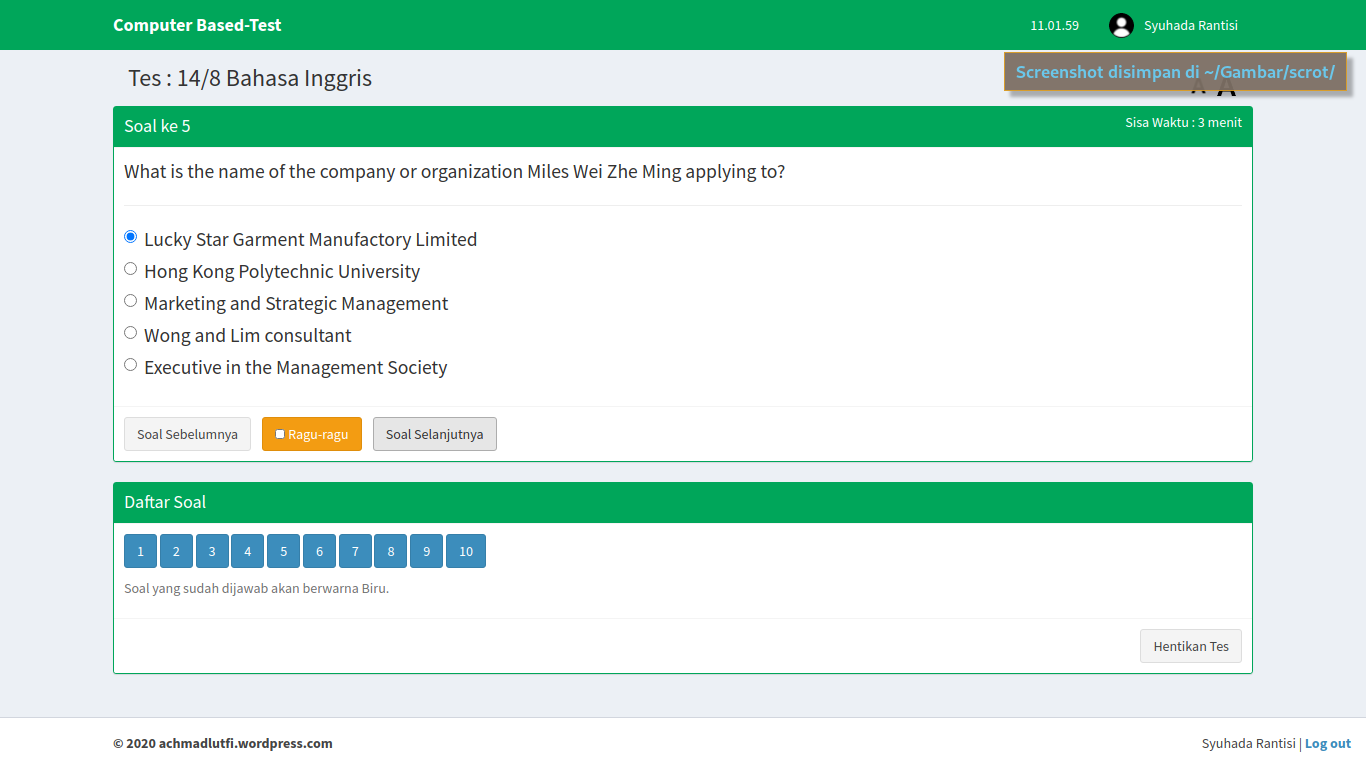 Computer Based-Test
11.01.59
Syuhada Rantisi
Tes : 14/8 Bahasa Inggris
Screenshot disimpan di ~/Gambar/scrot/
A A
Soal ke 5
Sisa Waktu : 3 menit
What is the name of the company or organization Miles Wei Zhe Ming applying to?
Lucky Star Garment Manufactory Limited
Hong Kong Polytechnic University
Marketing and Strategic Management
Wong and Lim consultant
Executive in the Management Society
Soal Sebelumnya
Ragu-ragu
Soal Selanjutnya
Daftar Soal
1 2 3 4 5 6 7 8 9 10
Soal yang sudah dijawab akan berwarna Biru.
Hentikan Tes
© 2020 achmadlutfi.wordpress.com
Syuhada Rantisi | Log out